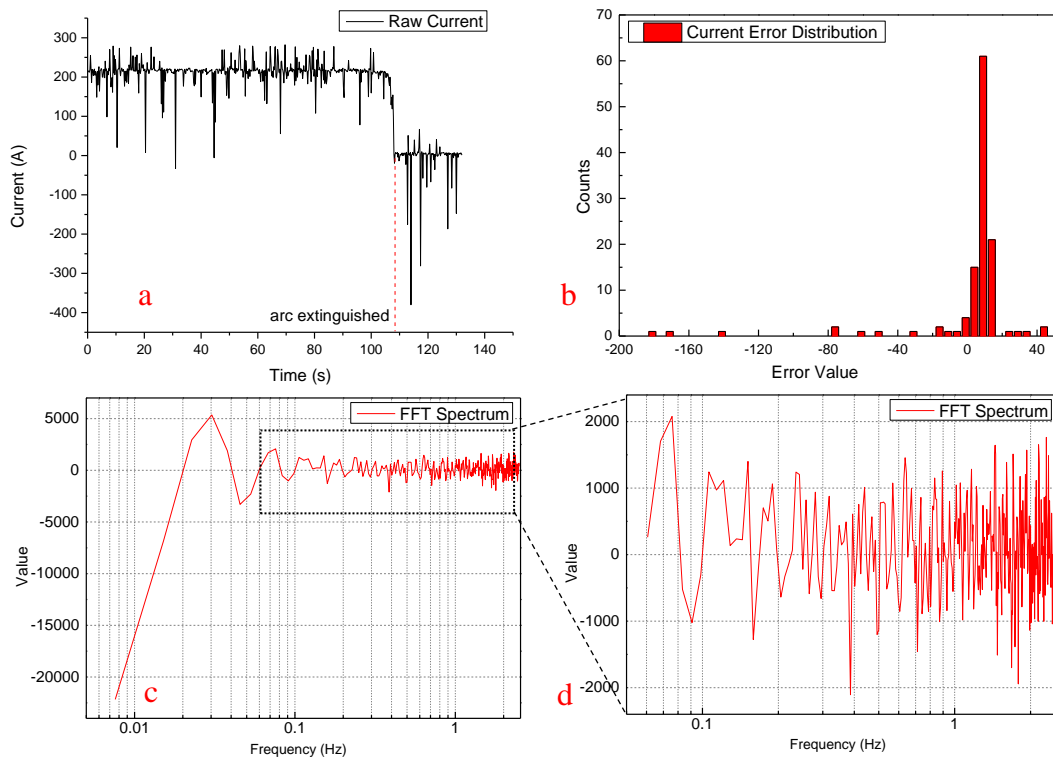 Raw Current
300
200
100
0
-100
-200
-300
-400
Current (A)
a
arc extinguished
0 20 40 60 80 100 120 140
Time (s)
Current Error Distribution
70
60
50
40
30
20
10
0
Counts
b
-200 -160 -120 -80 -40 0 40
Error Value
FFT Spectrum
5000
0
-5000
-10000
-15000
-20000
Value
c
0.01 0.1 1
Frequency (Hz)
FFT Spectrum
2000
1000
0
-1000
-2000
Value
d
0.1 1
Frequency (Hz)